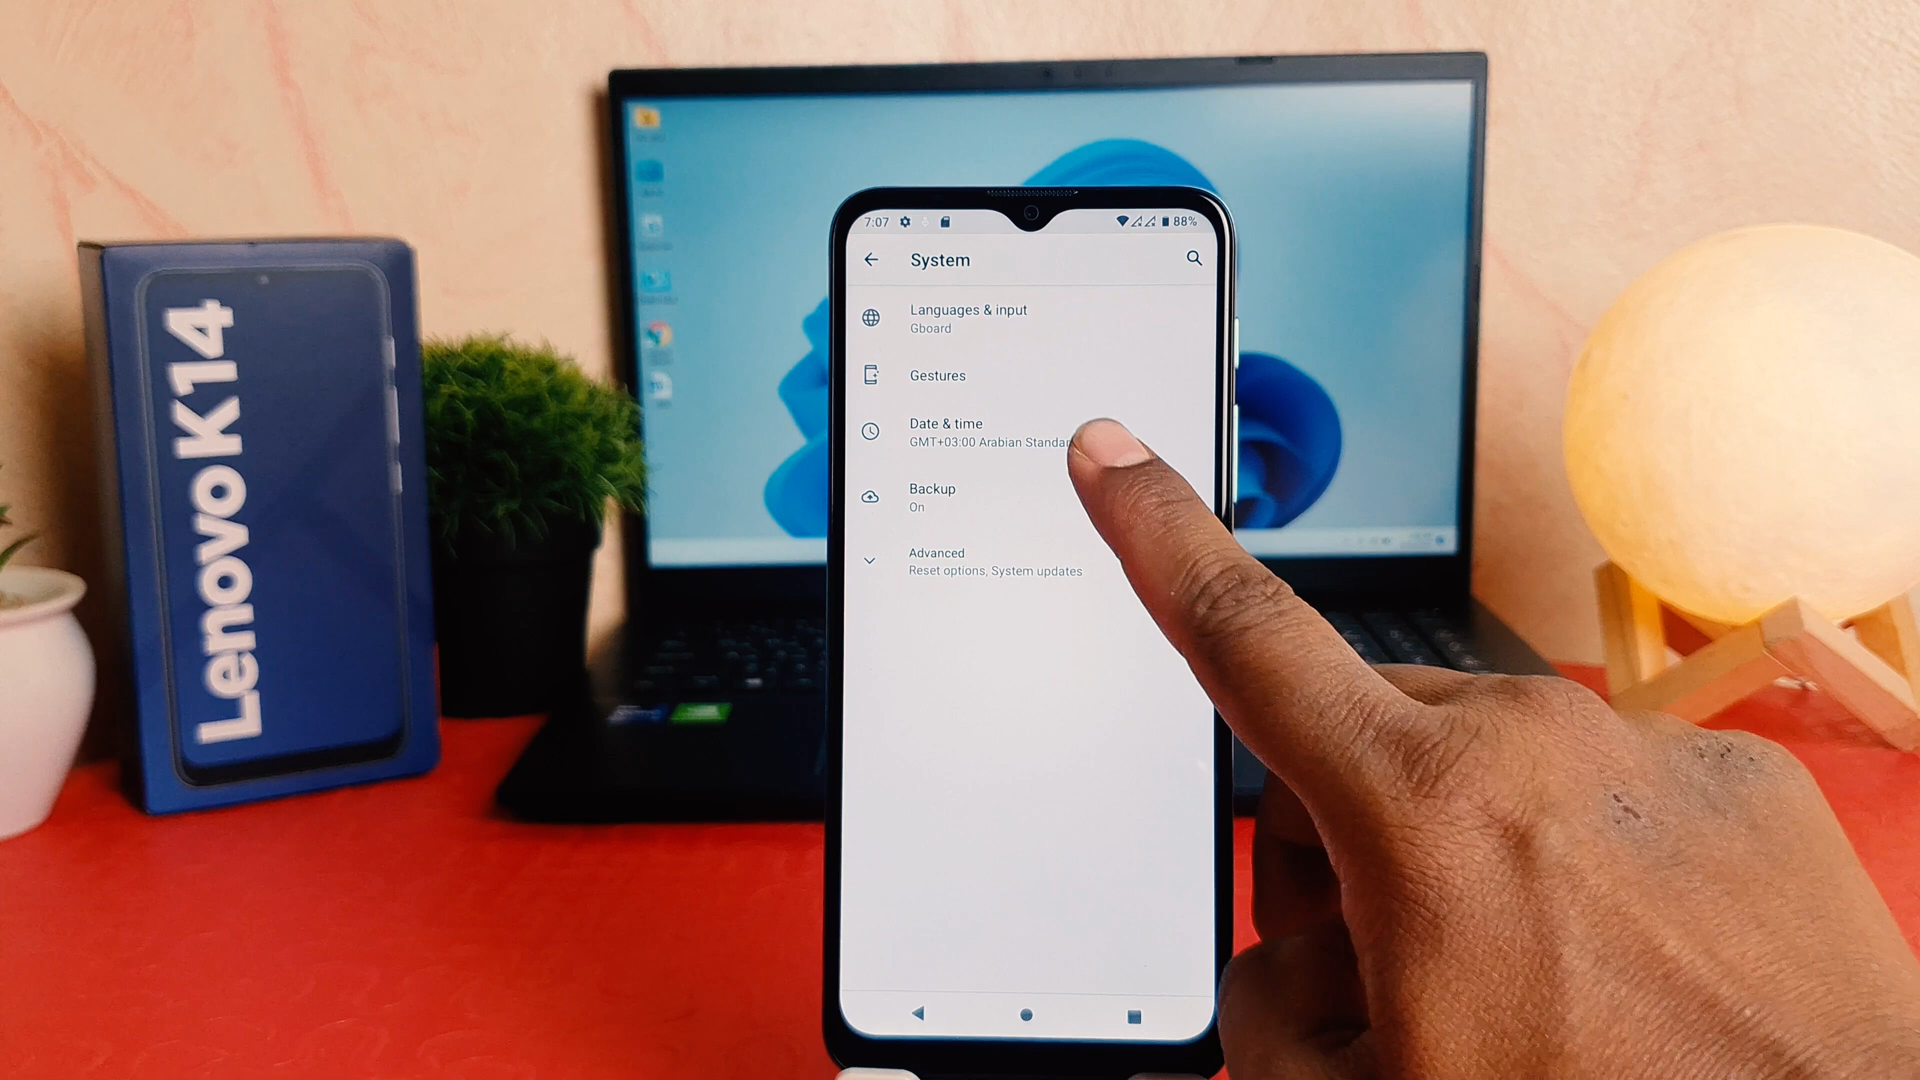 Lenovo K14
7:07
88%
System
Languages & input
Gboard
Gestures
Date & time
GMT+03:00 Arabian Standar
Backup
On
Advanced
Reset options, System updates